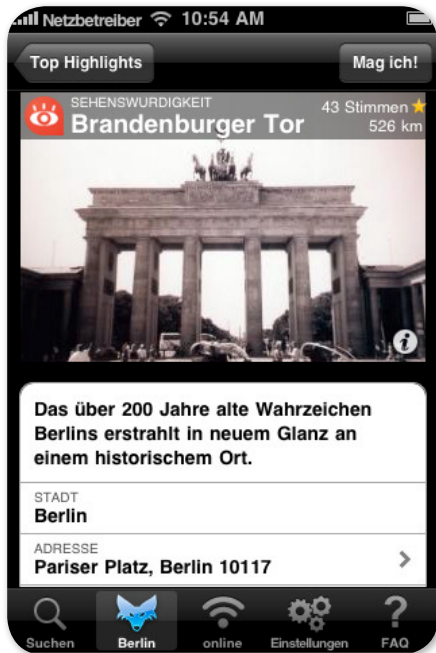 Netzbetreiber 10:54 AM
Top Highlights Mag ich!
SEHENSWURDIGKEIT 43 Stimmen
Brandenburger Tor 526 km
Das über 200 Jahre alte Wahrzeichen
Berlins erstrahlt in neuem Glanz an
einem historischem Ort.
STADT
Berlin
ADRESSE
Pariser Platz, Berlin 10117
Suchen Berlin online Einstellungen FAQ